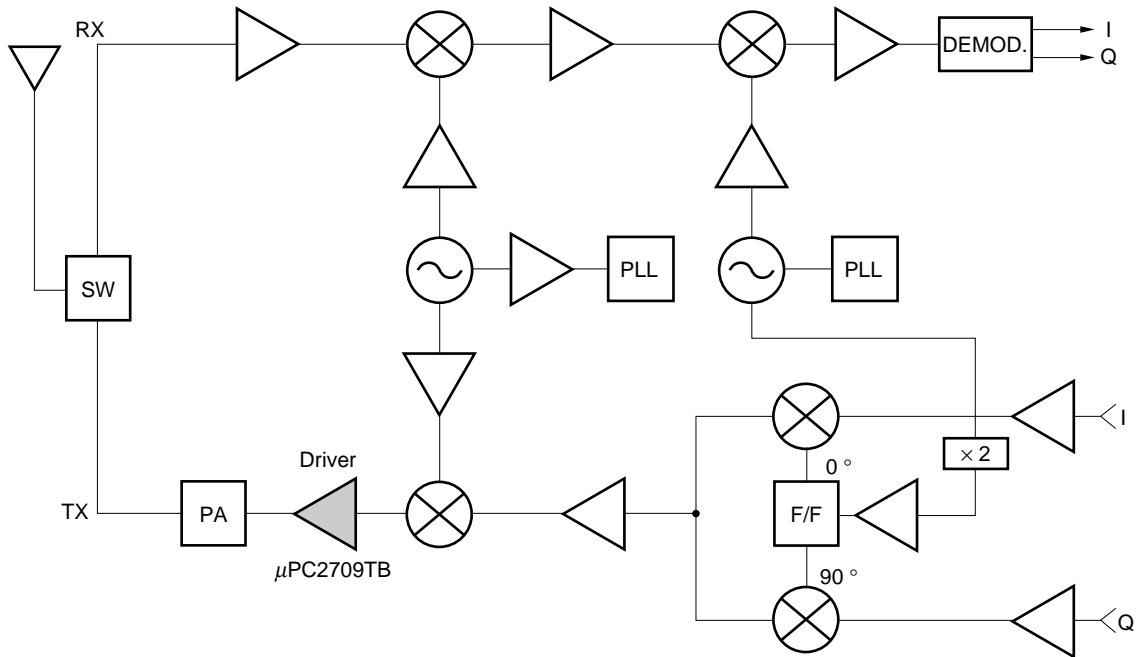 RX
DEMOD.
I
Q
SW
PLL
PLL
I
× 2
Driver
0 °
TX
PA
F/F
µPC2709TB
90 °
Q